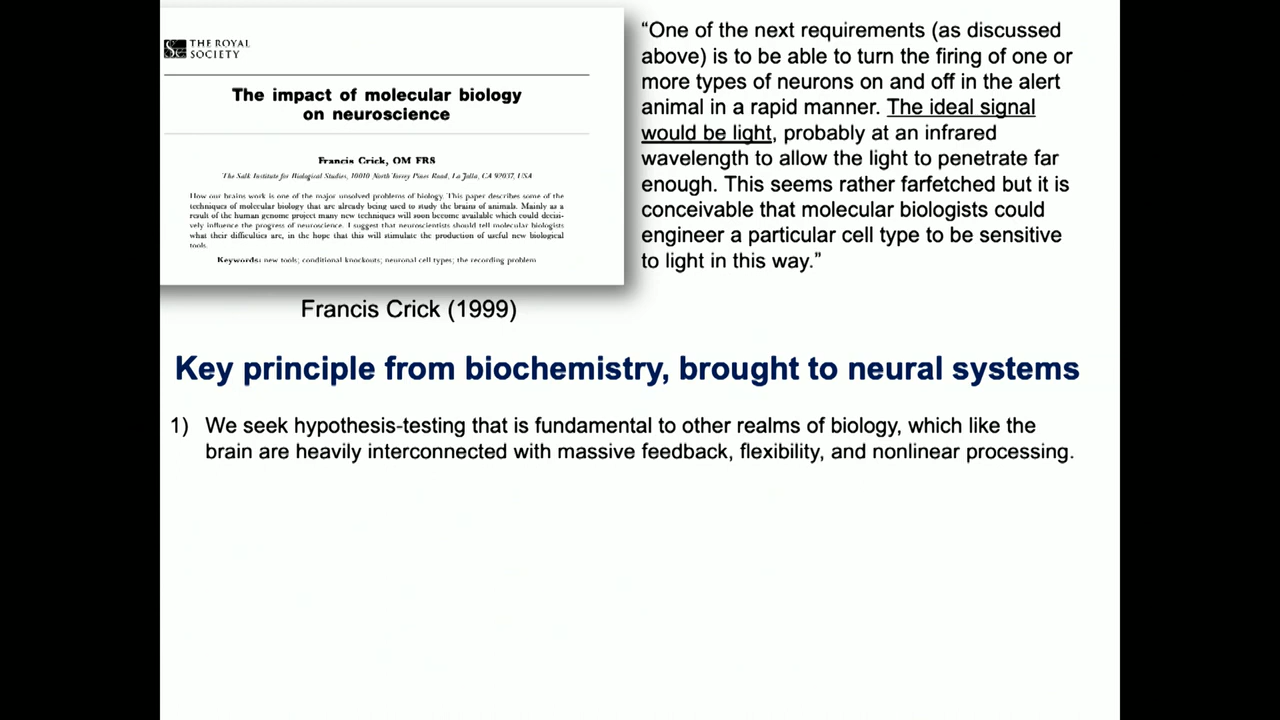 THE ROYAL
SOCIETY
The impact of molecular biology
on neuroscience
Francis Crick, OM FRS
The Salk Institute for Biological Studies, 10010 North Torrey Pines Road, La Jolla, CA 92037, USA
How our brains work is one of the major unsolved problems of biology. This paper describes some of the
techniques of molecular biology that are already being used to study the brains of animals. Mainly as a
result of the human genome project many new techniques will soon become available which could decisi-
vely influence the progress of neuroscience. I suggest that neuroscientists should tell molecular biologists
what their difficulties are, in the hope that this will stimulate the production of useful new biological
tools.
Keywords: new tools; conditional knockouts; neuronal cell types; the recording problem
Francis Crick (1999)
“One of the next requirements (as discussed
above) is to be able to turn the firing of one or
more types of neurons on and off in the alert
animal in a rapid manner. The ideal signal
would be light, probably at an infrared
wavelength to allow the light to penetrate far
enough. This seems rather farfetched but it is
conceivable that molecular biologists could
engineer a particular cell type to be sensitive
to light in this way.”
Key principle from biochemistry, brought to neural systems
1) We seek hypothesis-testing that is fundamental to other realms of biology, which like the
brain are heavily interconnected with massive feedback, flexibility, and nonlinear processing.